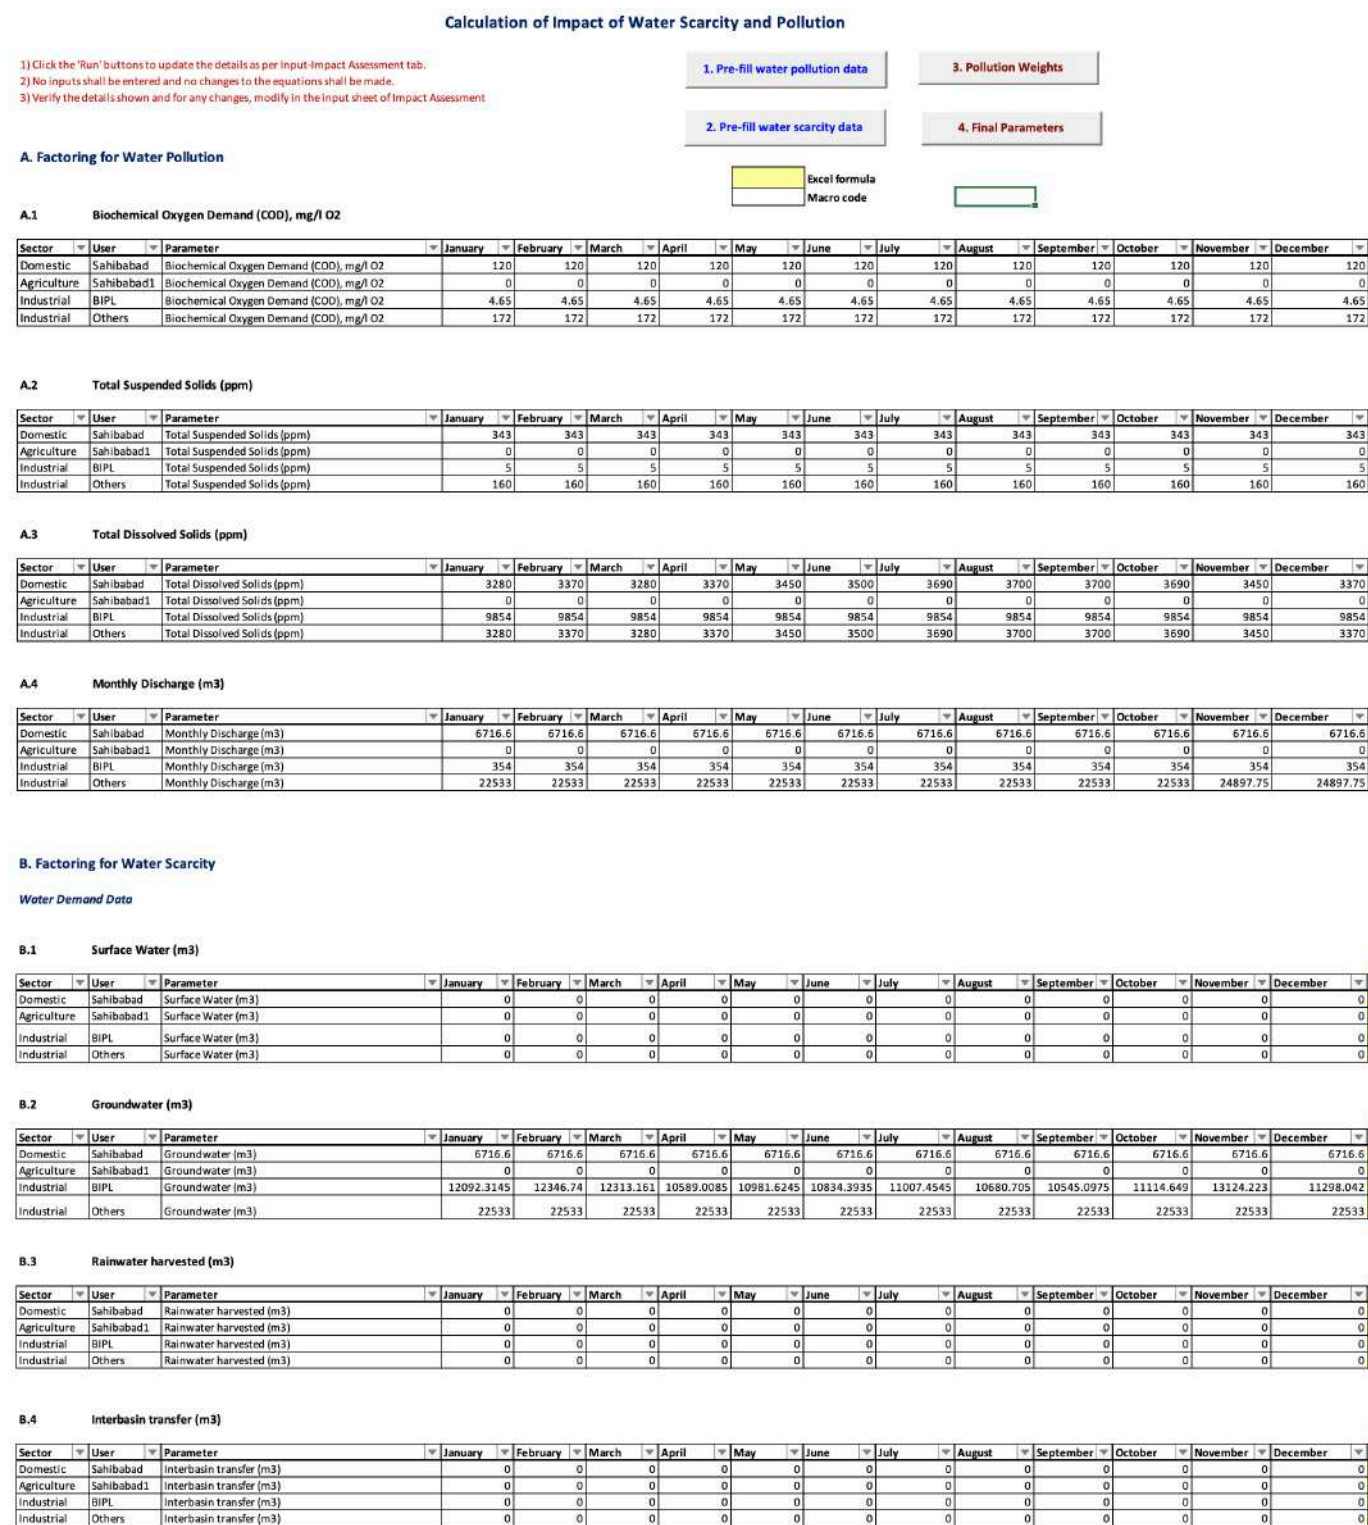 Calculation of Impact of Water Scarcity and Pollution
1) Click the 'Run' buttons to update the details as per Input-Impact Assessment tab.
2) No inputs shall be entered and no changes to the equations shall be made.
3) Verify the details shown and for any changes, modify in the input sheet of Impact Assessment
1. Pre-fill water pollution data
3. Pollution Weights
2. Pre-fill water scarcity data
4. Final Parameters
A. Factoring for Water Pollution
Excel formula
Macro code
A.1 Biochemical Oxygen Demand (COD), mg/l O2
Sector User Parameter January February March April May June July August September October November December
Domestic Sahibabad Biochemical Oxygen Demand (COD), mg/l O2 120 120 120 120 120 120 120 120 120 120 120 120
Agriculture Sahibabad1 Biochemical Oxygen Demand (COD), mg/l O2 0 0 0 0 0 0 0 0 0 0 0 0
Industrial BIPL Biochemical Oxygen Demand (COD), mg/l O2 4.65 4.65 4.65 4.65 4.65 4.65 4.65 4.65 4.65 4.65 4.65 4.65
Industrial Others Biochemical Oxygen Demand (COD), mg/l O2 172 172 172 172 172 172 172 172 172 172 172 172
A.2 Total Suspended Solids (ppm)
Sector User Parameter January February March April May June July August September October November December
Domestic Sahibabad Total Suspended Solids (ppm) 343 343 343 343 343 343 343 343 343 343 343 343
Agriculture Sahibabad1 Total Suspended Solids (ppm) 0 0 0 0 0 0 0 0 0 0 0 0
Industrial BIPL Total Suspended Solids (ppm) 5 5 5 5 5 5 5 5 5 5 5 5
Industrial Others Total Suspended Solids (ppm) 160 160 160 160 160 160 160 160 160 160 160 160
A.3 Total Dissolved Solids (ppm)
Sector User Parameter January February March April May June July August September October November December
Domestic Sahibabad Total Dissolved Solids (ppm) 3280 3370 3280 3370 3450 3500 3690 3700 3700 3690 3450 3370
Agriculture Sahibabad1 Total Dissolved Solids (ppm) 0 0 0 0 0 0 0 0 0 0 0 0
Industrial BIPL Total Dissolved Solids (ppm) 9854 9854 9854 9854 9854 9854 9854 9854 9854 9854 9854 9854
Industrial Others Total Dissolved Solids (ppm) 3280 3370 3280 3370 3450 3500 3690 3700 3700 3690 3450 3370
A.4 Monthly Discharge (m3)
Sector User Parameter January February March April May June July August September October November December
Domestic Sahibabad Monthly Discharge (m3) 6716.6 6716.6 6716.6 6716.6 6716.6 6716.6 6716.6 6716.6 6716.6 6716.6 6716.6 6716.6
Agriculture Sahibabad1 Monthly Discharge (m3) 0 0 0 0 0 0 0 0 0 0 0 0
Industrial BIPL Monthly Discharge (m3) 354 354 354 354 354 354 354 354 354 354 354 354
Industrial Others Monthly Discharge (m3) 22533 22533 22533 22533 22533 22533 22533 22533 22533 22533 24897.75 24897.75
B. Factoring for Water Scarcity
Water Demand Data
B.1 Surface Water (m3)
Sector User Parameter January February March April May June July August September October November December
Domestic Sahibabad Surface Water (m3) 0 0 0 0 0 0 0 0 0 0 0 0
Agriculture Sahibabad1 Surface Water (m3) 0 0 0 0 0 0 0 0 0 0 0 0
Industrial BIPL Surface Water (m3) 0 0 0 0 0 0 0 0 0 0 0 0
Industrial Others Surface Water (m3) 0 0 0 0 0 0 0 0 0 0 0 0
B.2 Groundwater (m3)
Sector User Parameter January February March April May June July August September October November December
Domestic Sahibabad Groundwater (m3) 6716.6 6716.6 6716.6 6716.6 6716.6 6716.6 6716.6 6716.6 6716.6 6716.6 6716.6 6716.6
Agriculture Sahibabad1 Groundwater (m3) 0 0 0 0 0 0 0 0 0 0 0 0
Industrial BIPL Groundwater (m3) 12092.3145 12346.74 12313.161 10589.0085 10981.6245 10834.3935 11007.4545 10680.705 10545.0975 11114.649 13124.223 11298.042
Industrial Others Groundwater (m3) 22533 22533 22533 22533 22533 22533 22533 22533 22533 22533 22533 22533
B.3 Rainwater harvested (m3)
Sector User Parameter January February March April May June July August September October November December
Domestic Sahibabad Rainwater harvested (m3) 0 0 0 0 0 0 0 0 0 0 0 0
Agriculture Sahibabad1 Rainwater harvested (m3) 0 0 0 0 0 0 0 0 0 0 0 0
Industrial BIPL Rainwater harvested (m3) 0 0 0 0 0 0 0 0 0 0 0 0
Industrial Others Rainwater harvested (m3) 0 0 0 0 0 0 0 0 0 0 0 0
B.4 Interbasin transfer (m3)
Sector User Parameter January February March April May June July August September October November December
Domestic Sahibabad Interbasin transfer (m3) 0 0 0 0 0 0 0 0 0 0 0 0
Agriculture Sahibabad1 Interbasin transfer (m3) 0 0 0 0 0 0 0 0 0 0 0 0
Industrial BIPL Interbasin transfer (m3) 0 0 0 0 0 0 0 0 0 0 0 0
Industrial Others Interbasin transfer (m3) 0 0 0 0 0 0 0 0 0 0 0 0